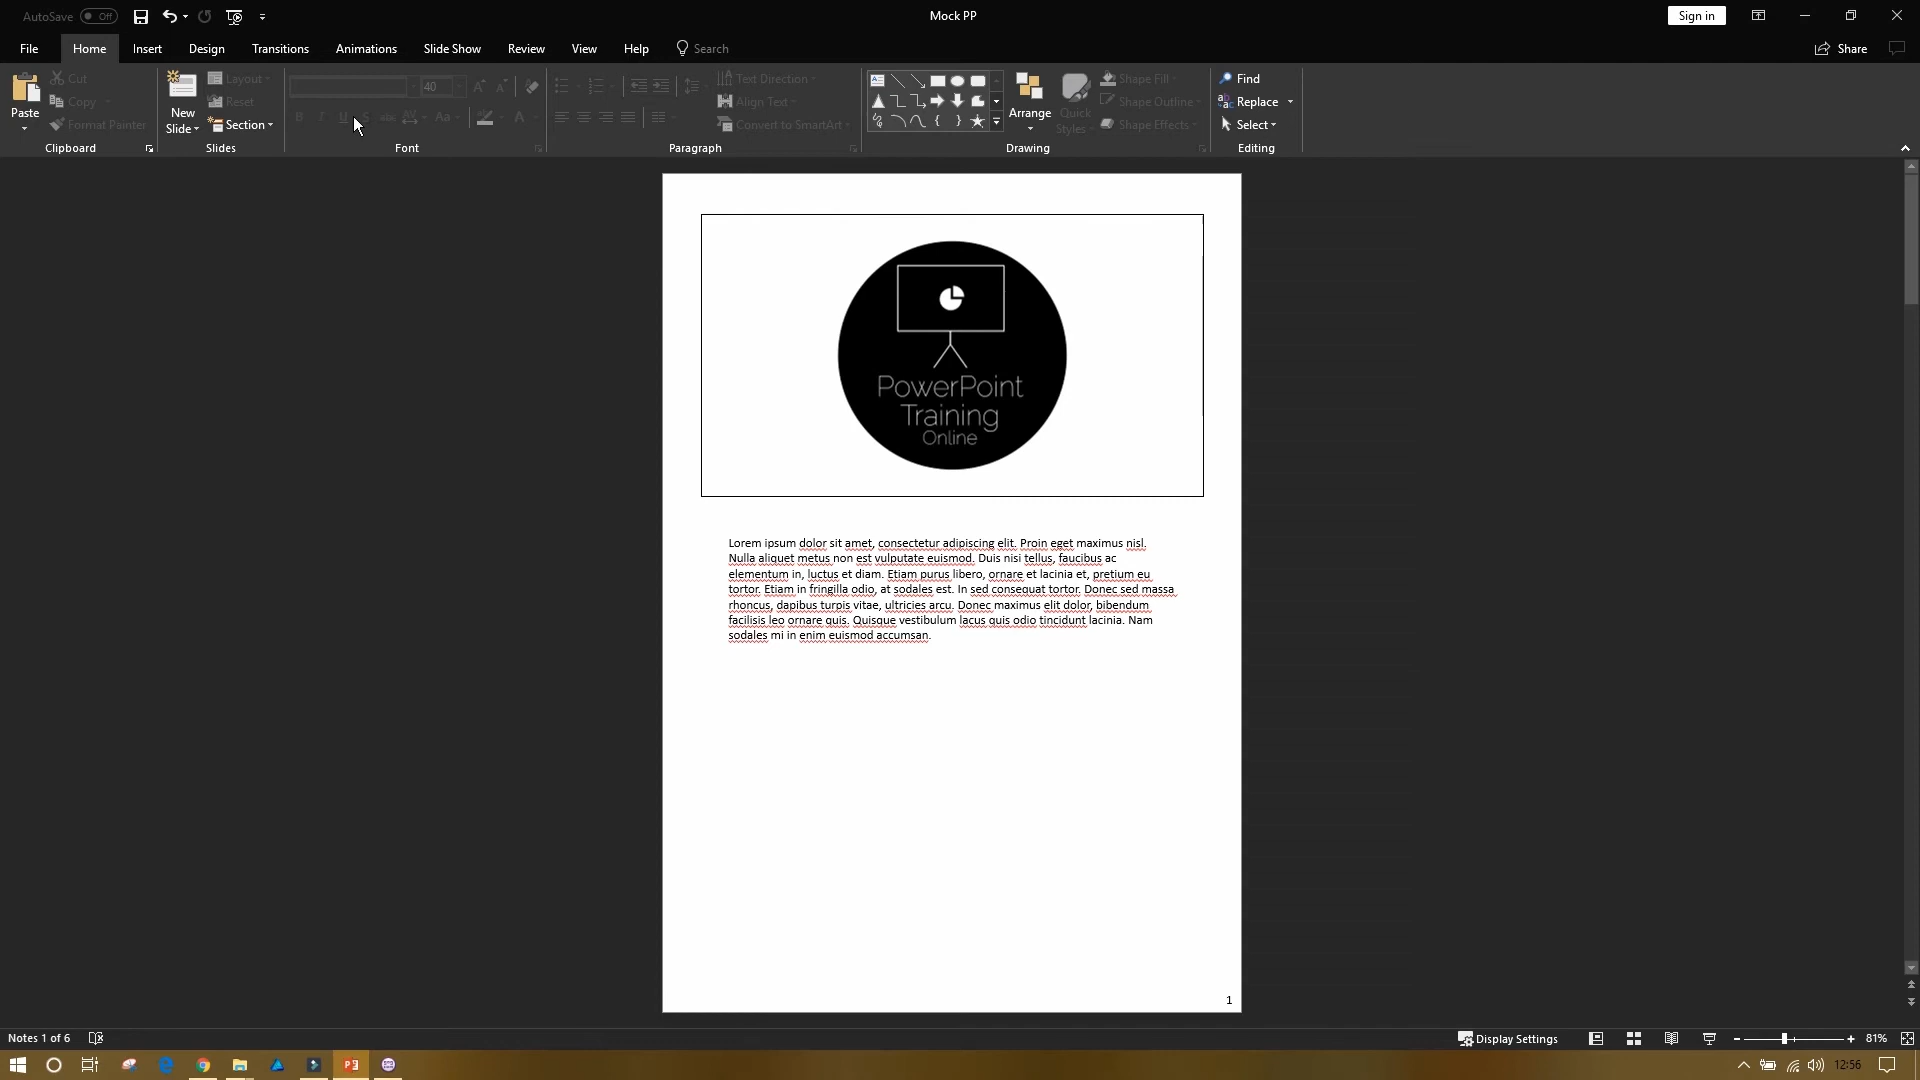 AutoSave Off
Mock PP
Sign in
File Home Insert Design Transitions Animations Slide Show Review View Help Search
Share
Paste
Cut
Copy
Format Painter
Clipboard
New
Slide
Layout
Reset
Section
Slides
40
B I U S abc AV Aa A
Font
Text Direction
Align Text
Convert to SmartArt
Paragraph
Arrange
Quick
Styles
Shape Fill
Shape Outline
Shape Effects
Drawing
Find
Replace
Select
Editing
PowerPoint
Training
Online
Lorem ipsum dolor sit amet, consectetur adipiscing elit. Proin eget maximus nisl.
Nulla aliquet metus non est vulputate euismod. Duis nisi tellus, faucibus ac
elementum in, luctus et diam. Etiam purus libero, ornare et lacinia et, pretium eu
tortor. Etiam in fringilla odio, at sodales est. In sed consequat tortor. Donec sed massa
rhoncus, dapibus turpis vitae, ultricies arcu. Donec maximus elit dolor, bibendum
facilisis leo ornare quis. Quisque vestibulum lacus quis odio tincidunt lacinia. Nam
sodales mi in enim euismod accumsan.
1
Notes 1 of 6
Display Settings
81%
12:56